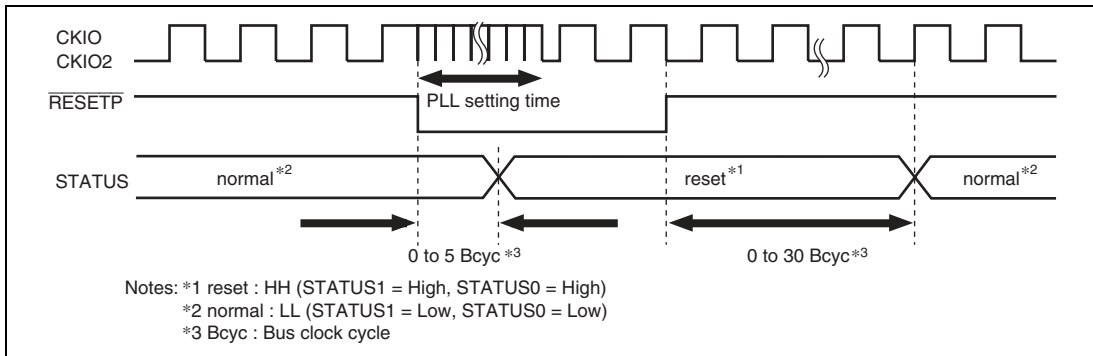 CKIO
CKIO2
RESETP
PLL setting time
STATUS
normal*2
reset*1
normal*2
0 to 5 Bcyc*3
0 to 30 Bcyc*3
Notes: *1 reset : HH (STATUS1 = High, STATUS0 = High)
*2 normal : LL (STATUS1 = Low, STATUS0 = Low)
*3 Bcyc : Bus clock cycle